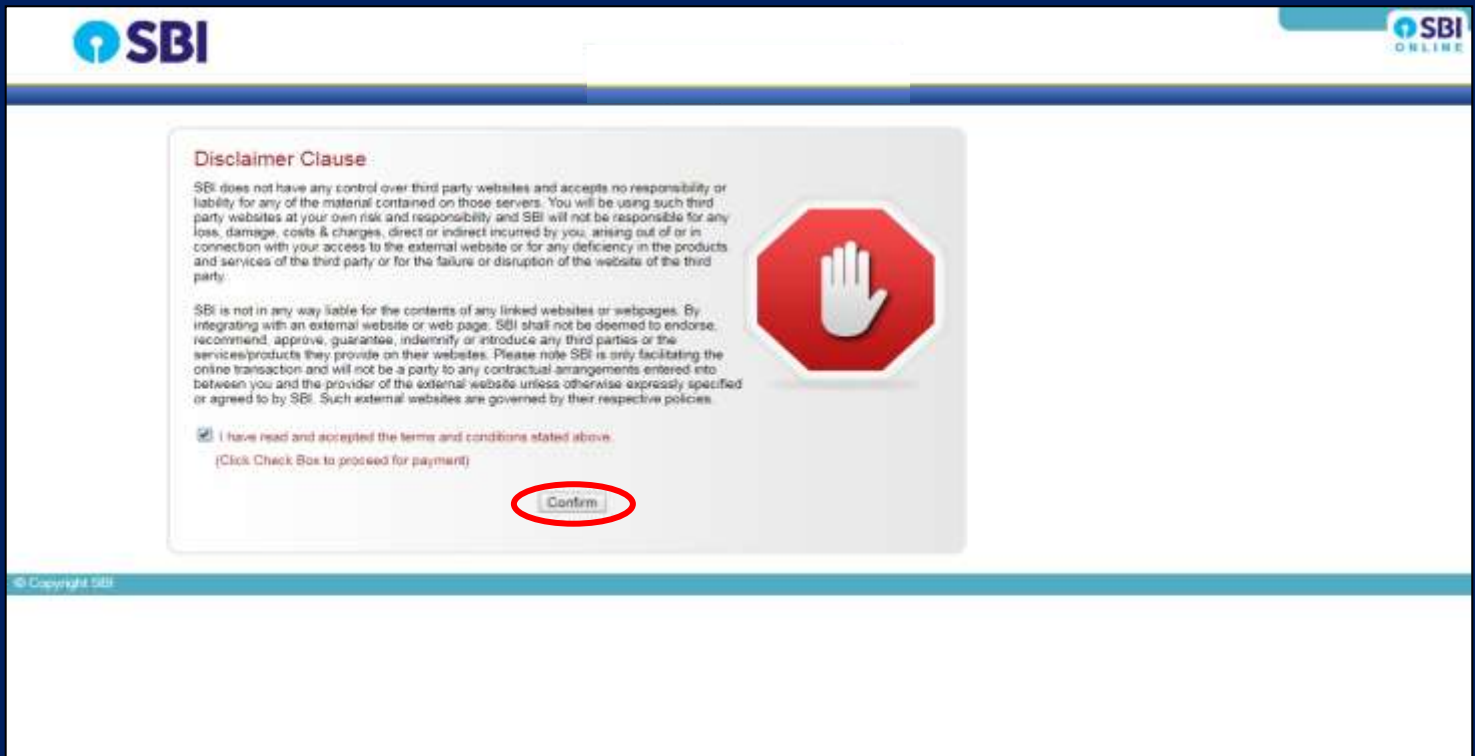 SBI
SBI
ONLINE
Disclaimer Clause
SBI does not have any control over third party websites and accepts no responsibility or
liability for any of the material contained on those servers. You will be using such third
party websites at your own risk and responsibility and SBI will not be responsible for any
loss, damage, costs & charges, direct or indirect incurred by you, arising out of or in
connection with your access to the external website or for any deficiency in the products
and services of the third party or for the failure or disruption of the website of the third
party.
SBI is not in any way liable for the contents of any linked websites or webpages. By
integrating with an external website or web page, SBI shall not be deemed to endorse,
recommend, approve, guarantee, indemnify or introduce any third parties or the
services/products they provide on their websites. Please note SBI is only facilitating the
online transaction and will not be a party to any contractual arrangements entered into
between you and the provider of the external website unless otherwise expressly specified
or agreed to by SBI. Such external websites are governed by their respective policies.
I have read and accepted the terms and conditions stated above.
(Click Check Box to proceed for payment)
Confirm
© Copyright SBI